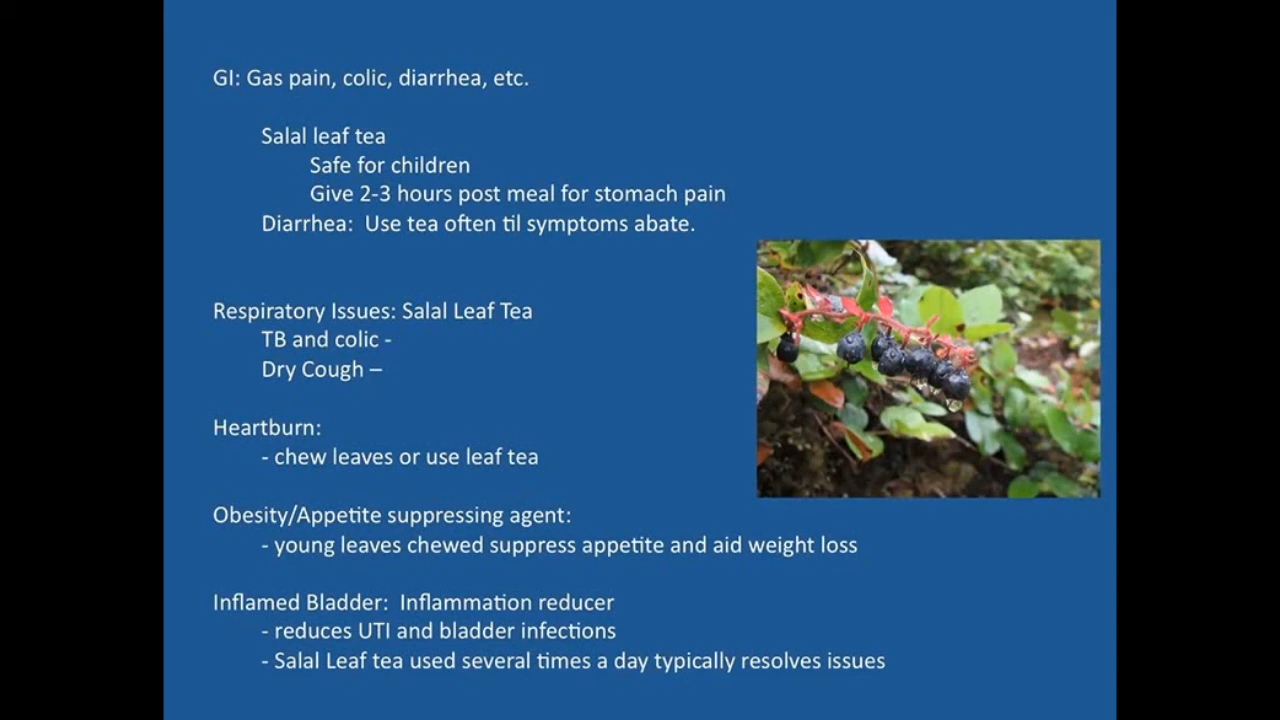 GI: Gas pain, colic, diarrhea, etc.
Salal leaf tea
Safe for children
Give 2-3 hours post meal for stomach pain
Diarrhea:  Use tea often til symptoms abate.
Respiratory Issues: Salal Leaf Tea
TB and colic -
Dry Cough –
Heartburn:
- chew leaves or use leaf tea
Obesity/Appetite suppressing agent:
- young leaves chewed suppress appetite and aid weight loss
Inflamed Bladder:  Inflammation reducer
- reduces UTI and bladder infections
- Salal Leaf tea used several times a day typically resolves issues